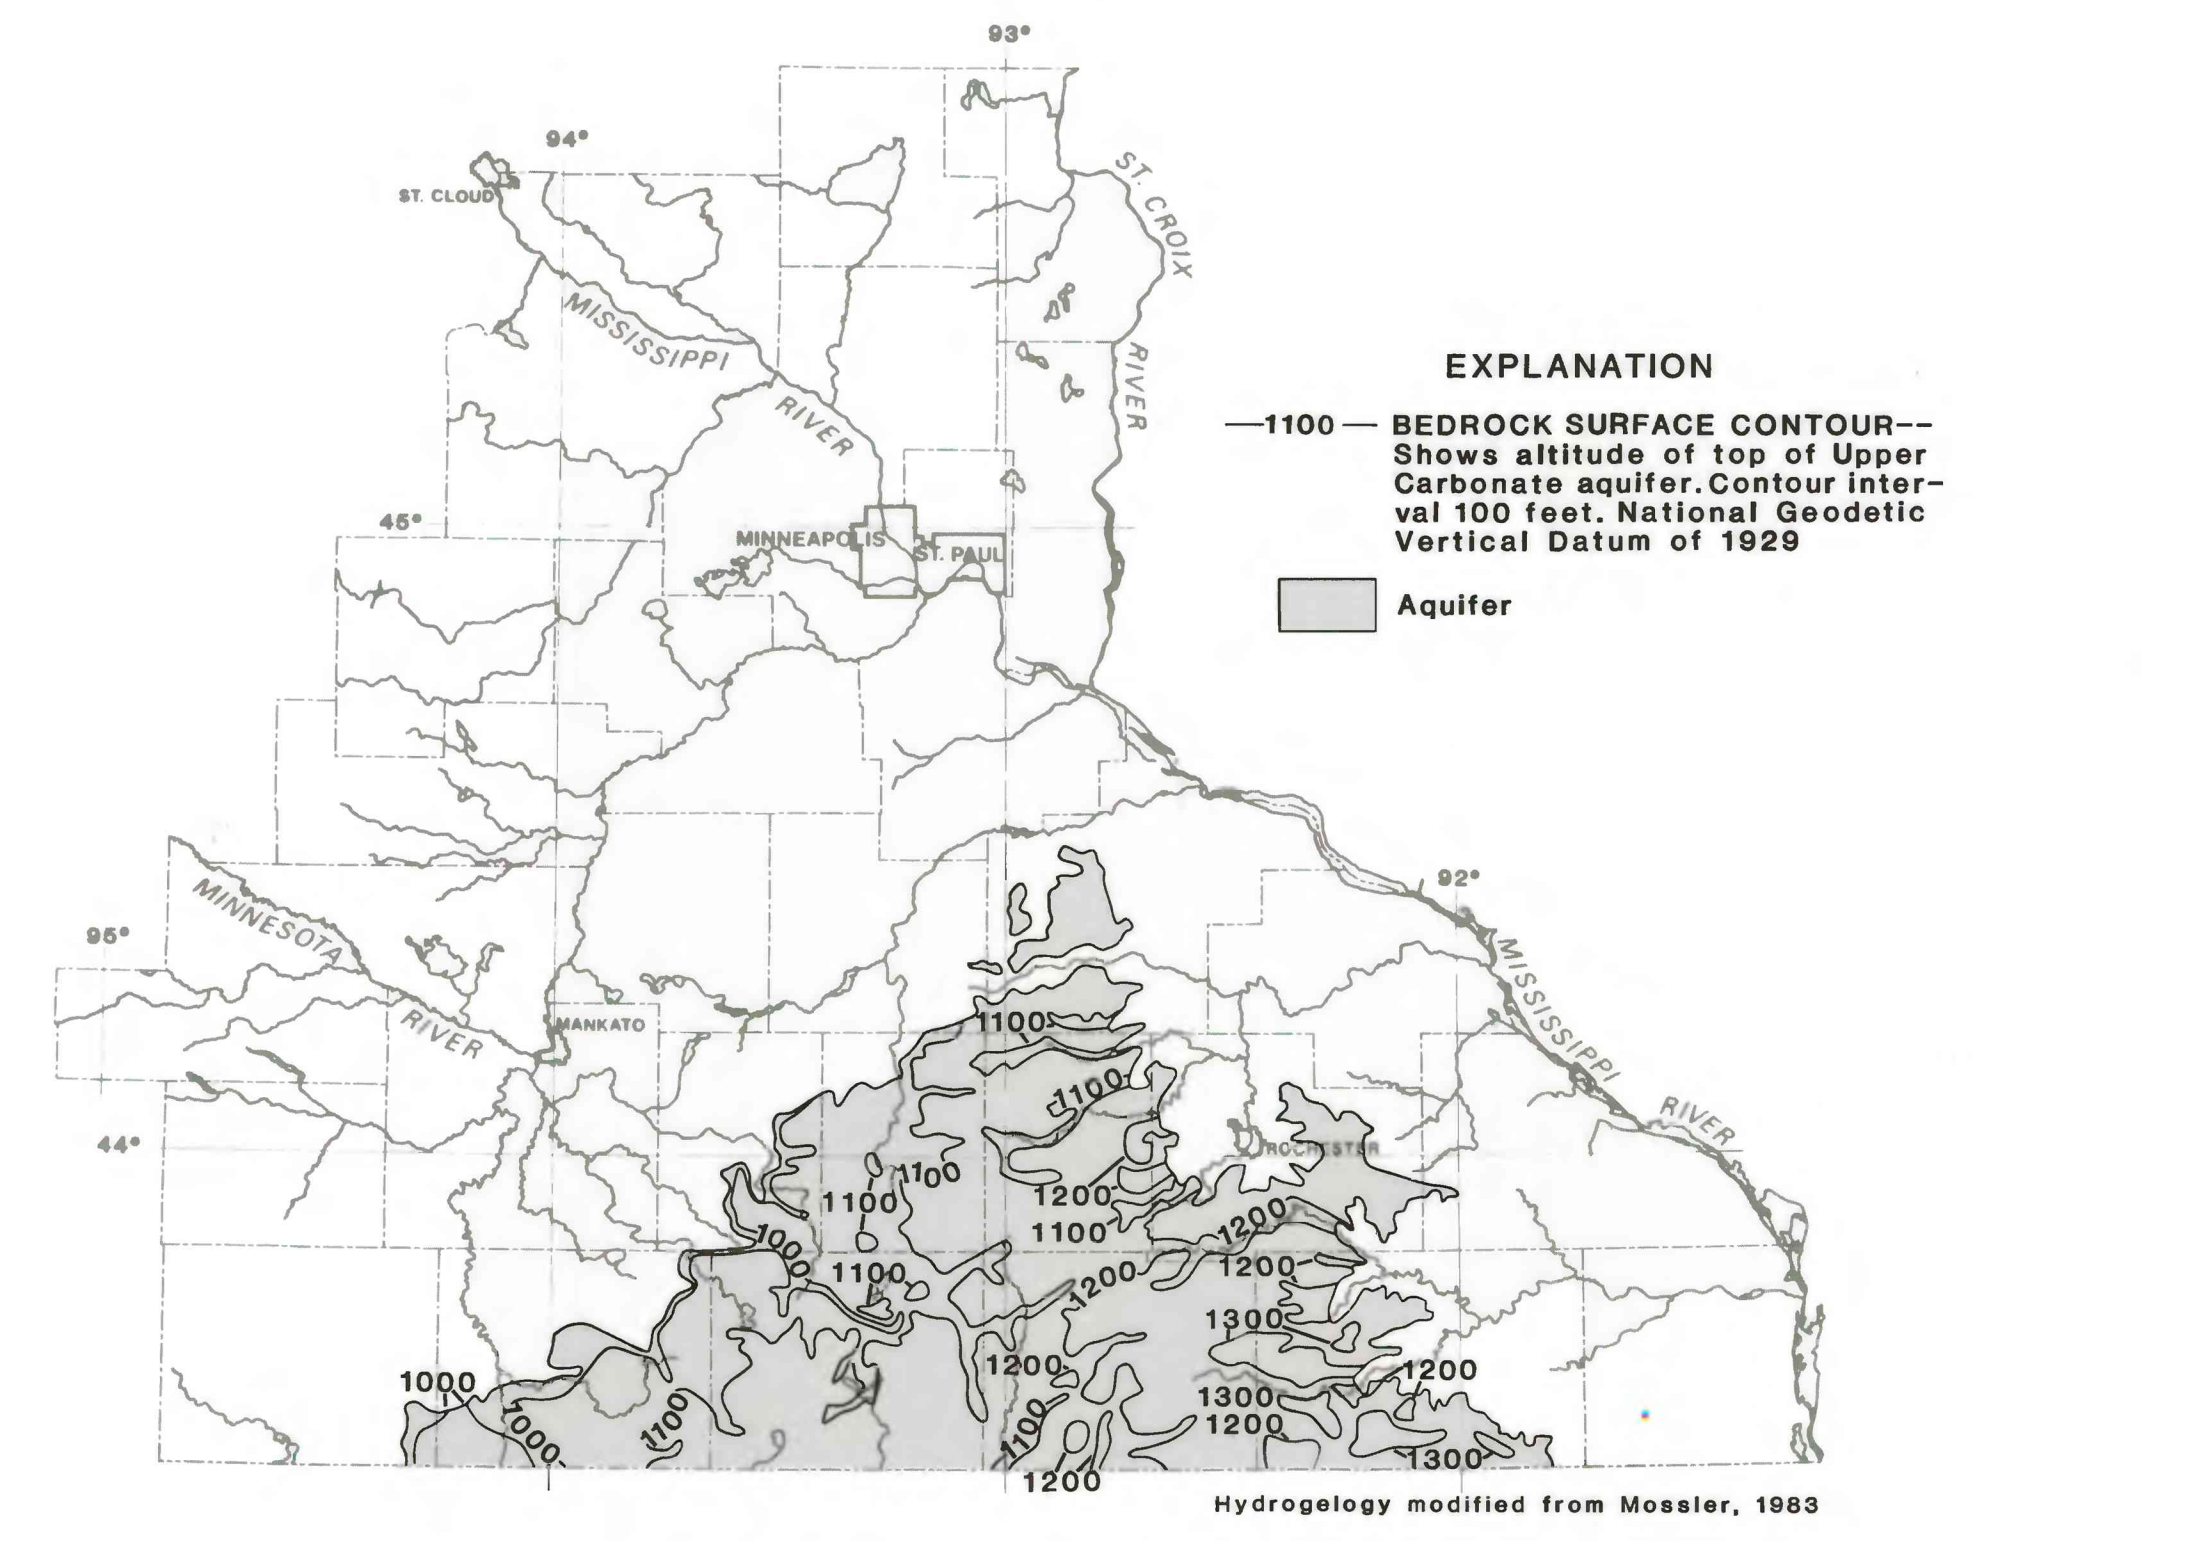 93°
94°
ST. CLOUD
ST. CROIX
RIVER
MISSISSIPPI
RIVER
EXPLANATION
—1100— BEDROCK SURFACE CONTOUR--
Shows altitude of top of Upper
Carbonate aquifer. Contour inter-
val 100 feet. National Geodetic
Vertical Datum of 1929
Aquifer
45°
MINNEAPOLIS
ST. PAUL
92°
MINNESOTA
RIVER
95°
MISSISSIPPI
RIVER
MANKATO
1100
1100
44°
ROCHESTER
1100
1100
1200
1100
1200
1000
1100
1200
1200
1300
1200
1200
1000
1300
1200
1100
1000
1100
1300
1200
Hydrogelogy modified from Mossler, 1983